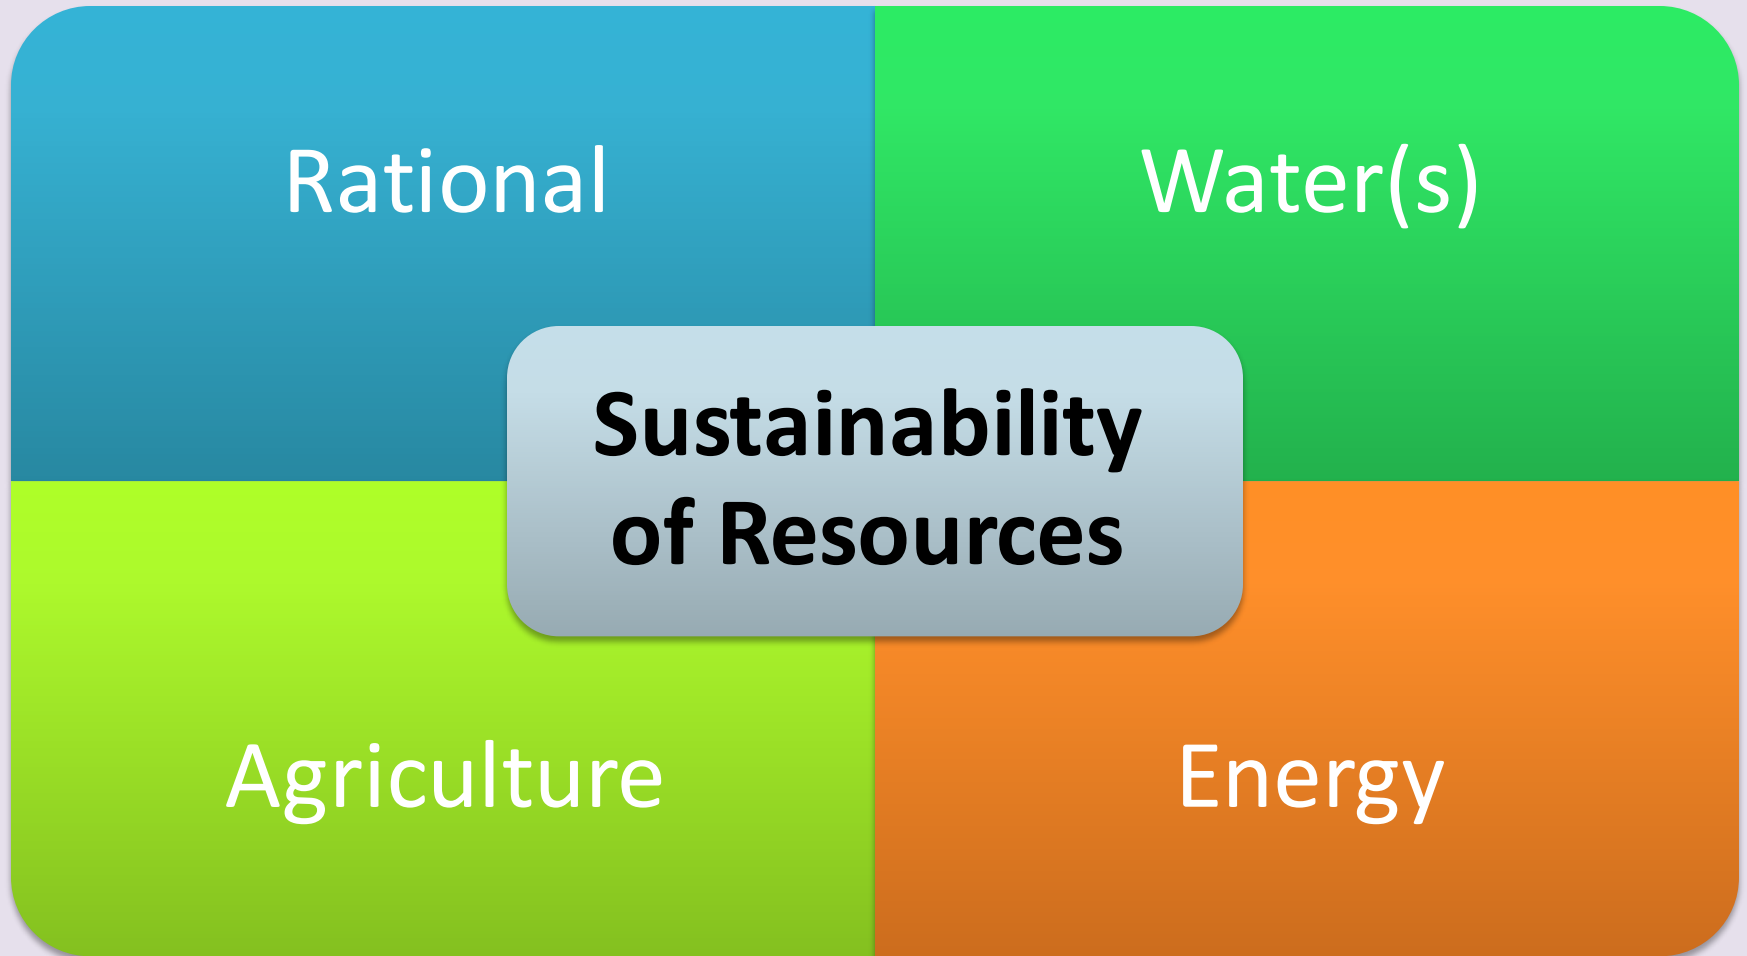 Rational
Water(s)
Sustainability
of Resources
Agriculture
Energy